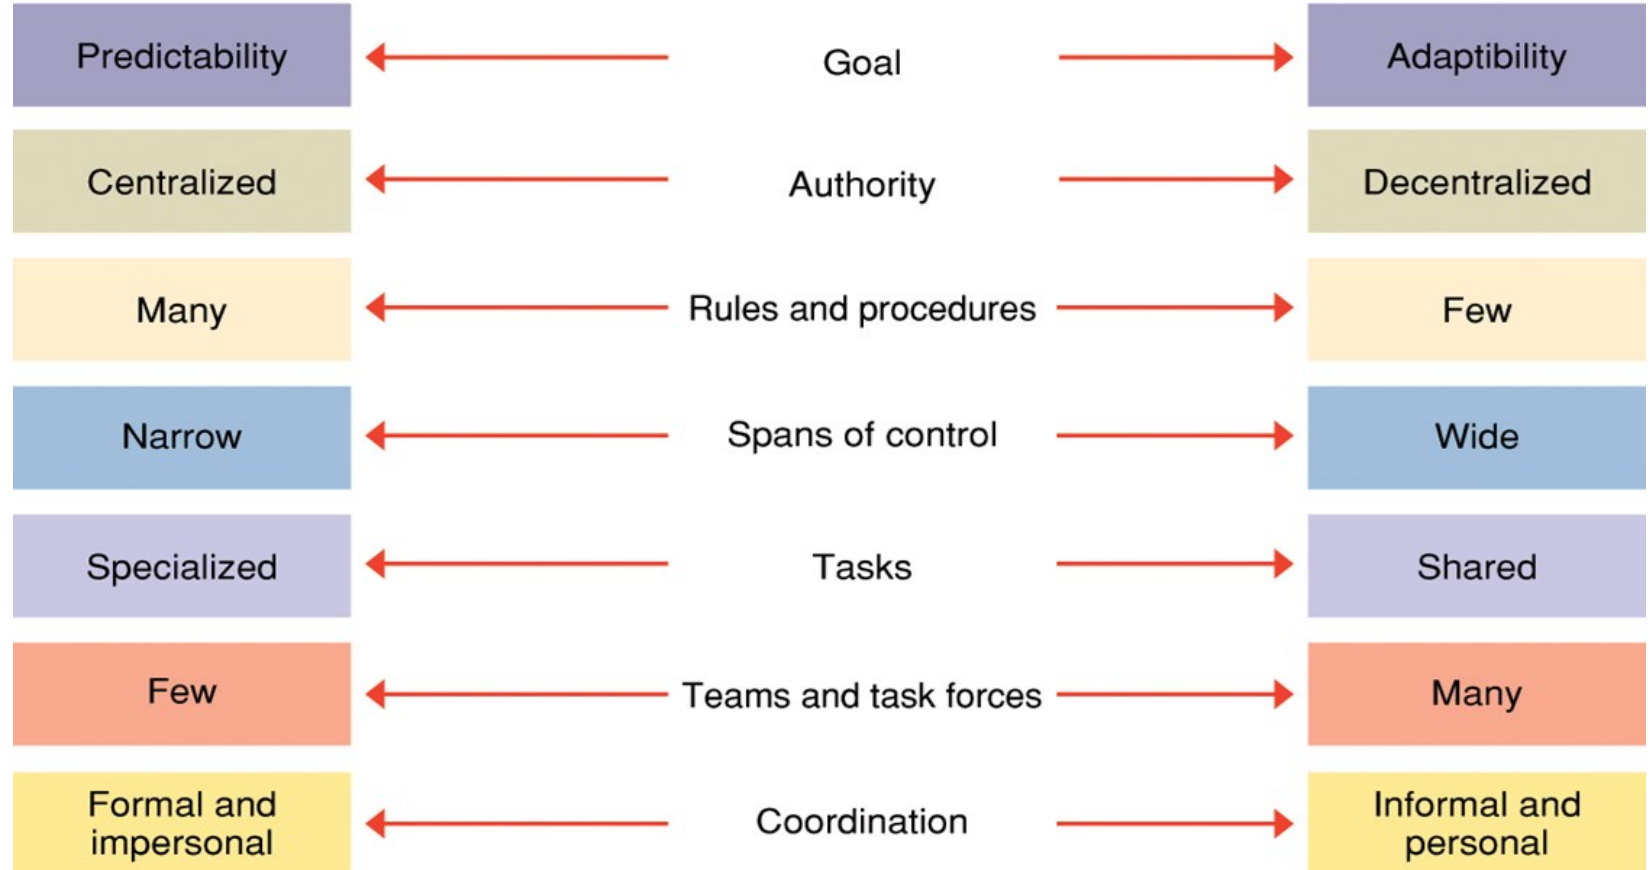 Predictability
Goal
Adaptibility
Centralized
Authority
Decentralized
Many
Rules and procedures
Few
Narrow
Spans of control
Wide
Specialized
Tasks
Shared
Few
Teams and task forces
Many
Formal and
impersonal
Coordination
Informal and
personal